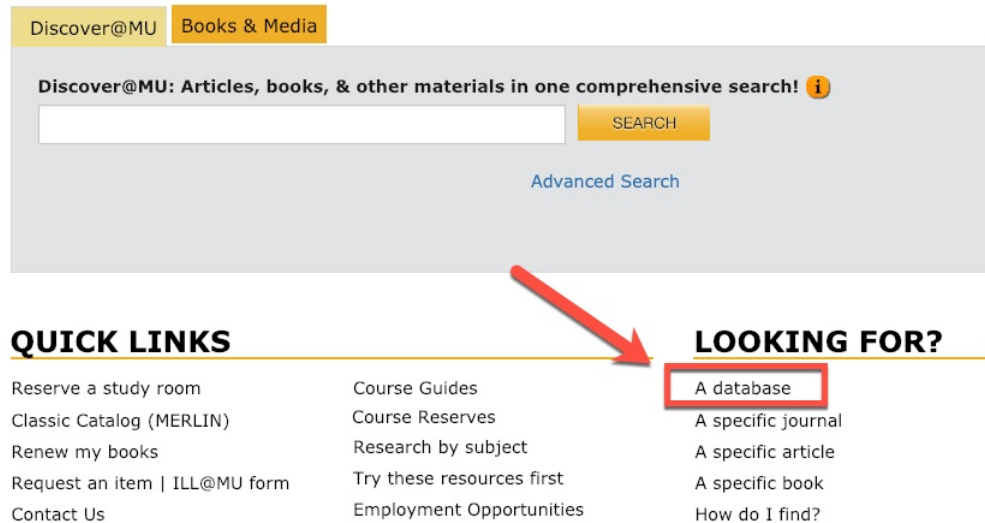 Discover@MU Books & Media
Discover@MU: Articles, books, & other materials in one comprehensive search! i
SEARCH
Advanced Search
QUICK LINKS
Reserve a study room
Classic Catalog (MERLIN)
Renew my books
Request an item | ILL@MU form
Contact Us
Course Guides
Course Reserves
Research by subject
Try these resources first
Employment Opportunities
LOOKING FOR?
A database
A specific journal
A specific article
A specific book
How do I find?